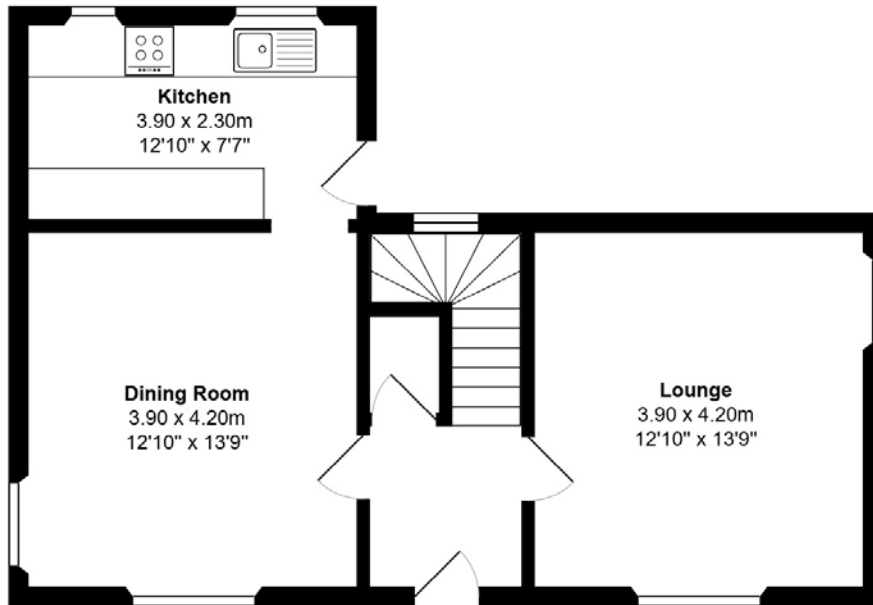 Kitchen
3.90 x 2.30m
12'10" x 7'7"
Dining Room
3.90 x 4.20m
12'10" x 13'9"
Lounge
3.90 x 4.20m
12'10" x 13'9"